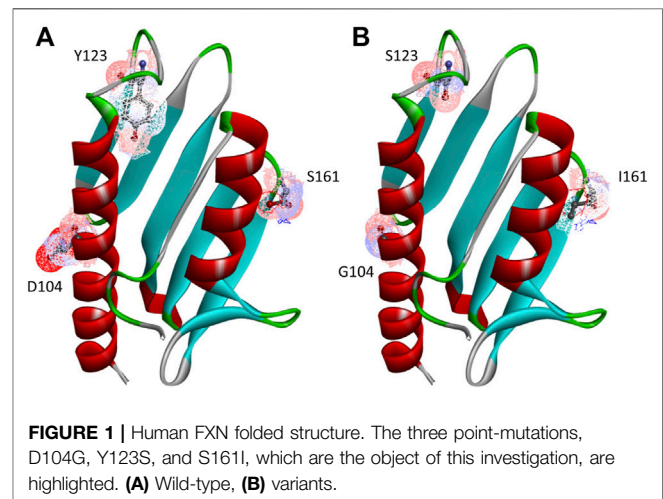 A
B
Y123
S123
S161
I161
D104
G104
FIGURE 1 | Human FXN folded structure. The three point-mutations,
D104G, Y123S, and S161I, which are the object of this investigation, are
highlighted. (A) Wild-type, (B) variants.